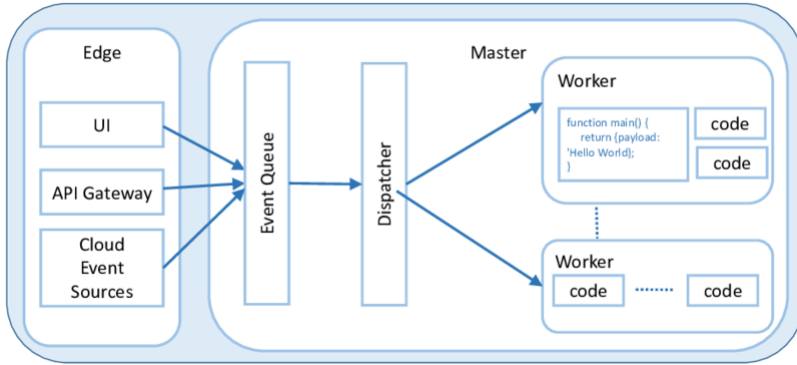 Edge
UI
API Gateway
Cloud
Event
Sources
Master
Event Queue
Dispatcher
Worker
function main() {
return {payload:
'Hello World};
}
code
code
Worker
code
code